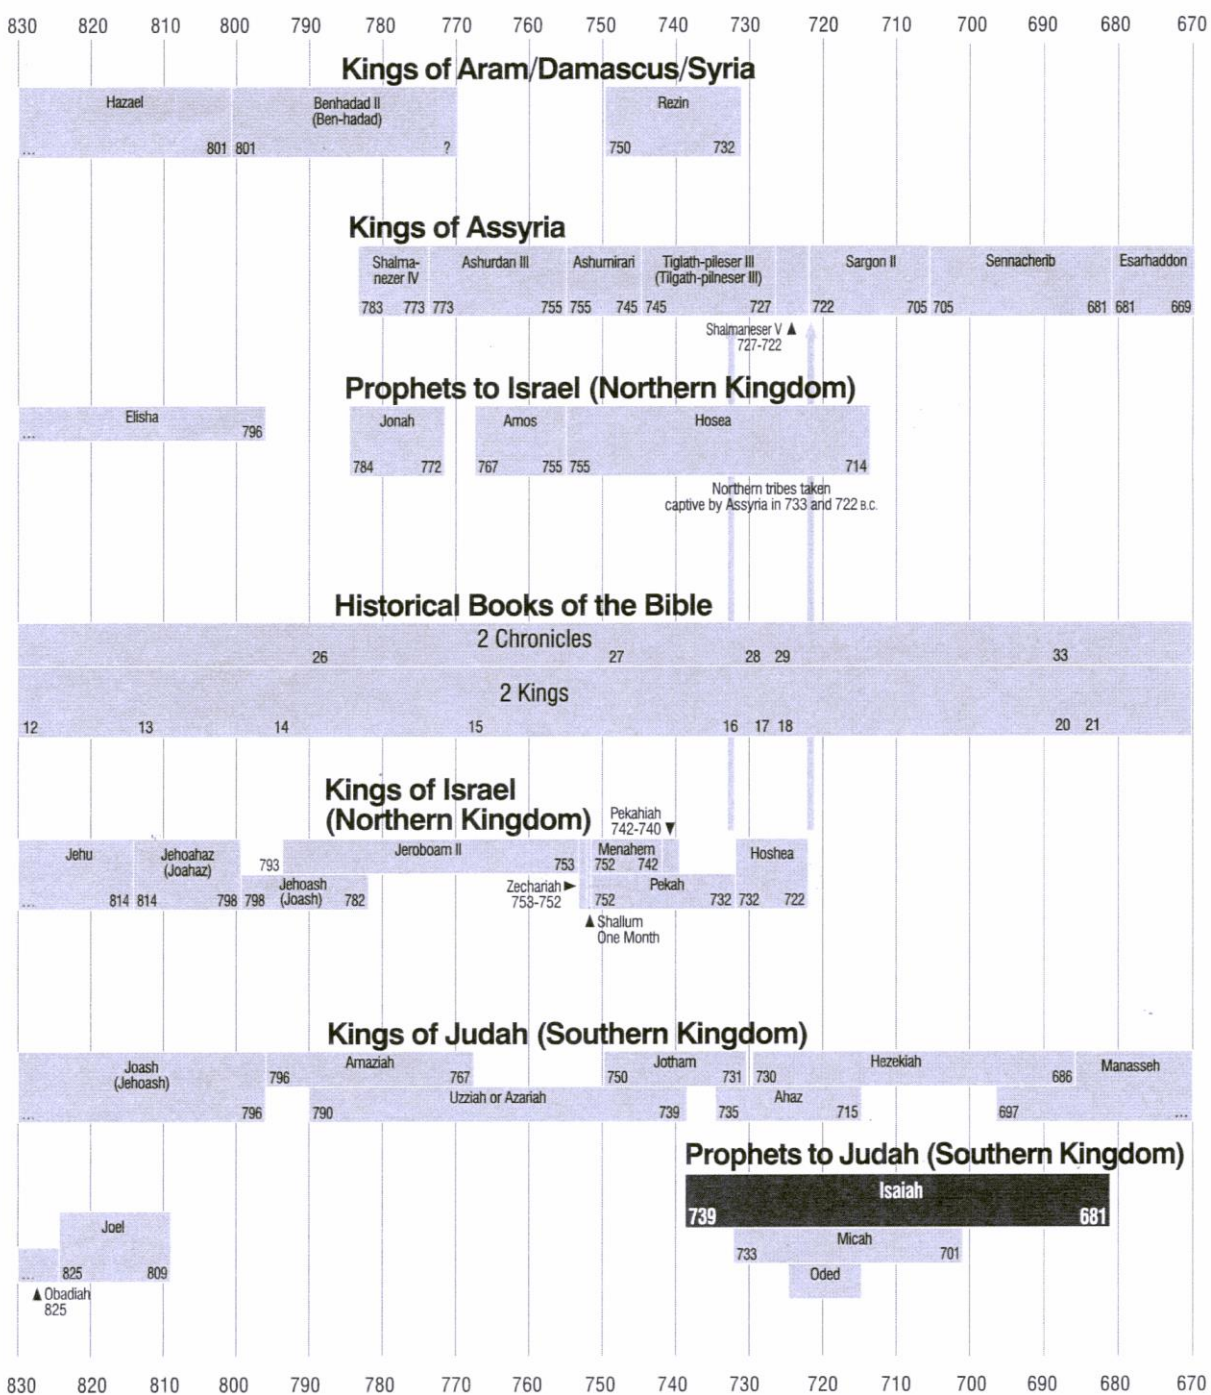 830 820 810 800 790 780 770 760 750 740 730 720 710 700 690 680 670
Kings of Aram/Damascus/Syria
Hazael
... 801
Benhadad II
(Ben-hadad)
801 ?
Rezin
750 732
Kings of Assyria
Shalma-
nezer IV
783 773
Ashurdan III
773 755
Ashurnirari
755 745
Tiglath-pileser III
(Tilgath-pilneser III)
745 727
Sargon II
722 705
Sennacherib
705 681
Esarhaddon
681 669
Shalmaneser V ▲
727-722
Prophets to Israel (Northern Kingdom)
Elisha
... 796
Jonah
784 772
Amos
767 755
Hosea
755 714
Northern tribes taken
captive by Assyria in 733 and 722 B.C.
Historical Books of the Bible
2 Chronicles
26 27 28 29 33
2 Kings
12 13 14 15 16 17 18 20 21
Kings of Israel
(Northern Kingdom)
Pekahiah
742-740 ▼
Jehu
... 814
Jehoahaz
(Joahaz)
814 798
Jeroboam II
793 753
Jehoash
(Joash)
798 782
Zechariah ►
753-752
Menahem
752 742
Pekah
752 732
Hoshea
732 722
▲ Shallum
One Month
Kings of Judah (Southern Kingdom)
Joash
(Jehoash)
... 796
Amaziah
796 767
Uzziah or Azariah
790 739
Jotham
750 731
Ahaz
735 715
Hezekiah
730 686
Manasseh
697 ...
Prophets to Judah (Southern Kingdom)
Isaiah
739 681
Micah
733 701
Oded
Joel
825 809
...
▲ Obadiah
825
830 820 810 800 790 780 770 760 750 740 730 720 710 700 690 680 670